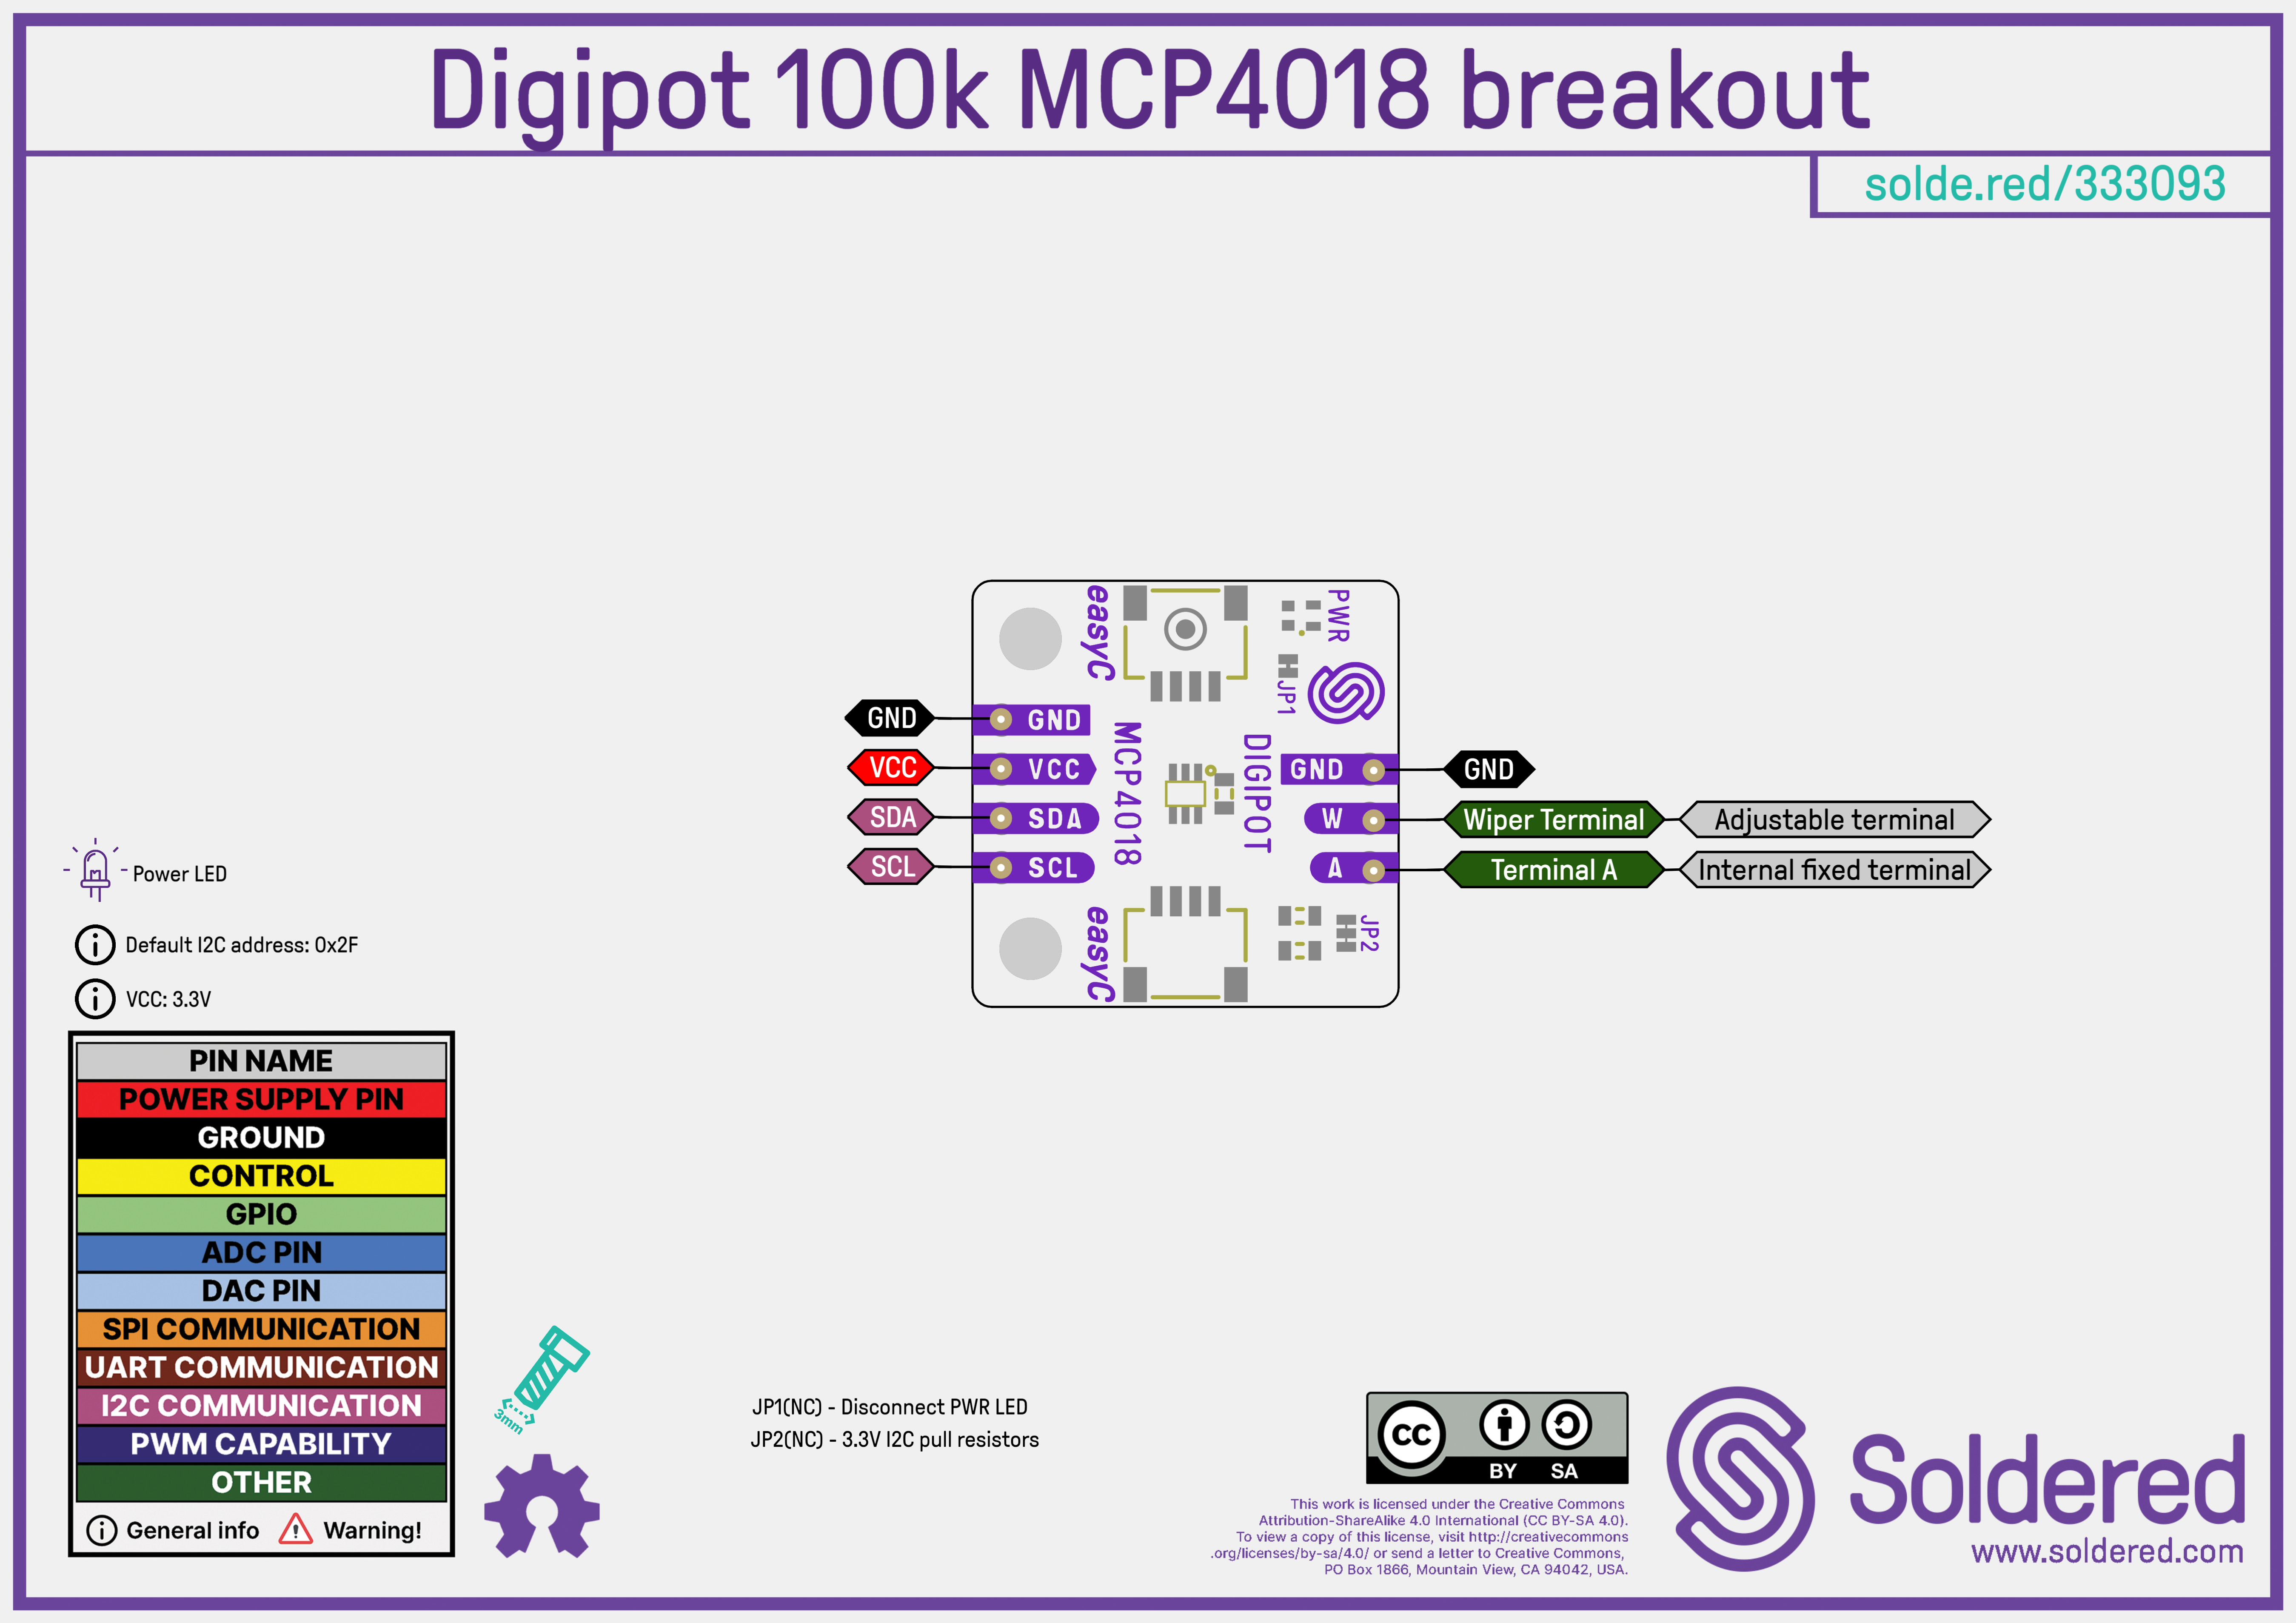 Digipot 100k MCP4018 breakout
solde.red/333093
easyC
PWR
JP1
GND
GND
VCC
VCC
SDA
SDA
SCL
SCL
MCP4018
DIGIPOT
GND
GND
W
Wiper Terminal
Adjustable terminal
A
Terminal A
Internal fixed terminal
easyC
JP2
Power LED
Default I2C address: 0x2F
VCC: 3.3V
PIN NAME
POWER SUPPLY PIN
GROUND
CONTROL
GPIO
ADC PIN
DAC PIN
SPI COMMUNICATION
UART COMMUNICATION
I2C COMMUNICATION
PWM CAPABILITY
OTHER
General info
Warning!
3mm
JP1(NC) - Disconnect PWR LED
JP2(NC) - 3.3V I2C pull resistors
CC
BY SA
This work is licensed under the Creative Commons
Attribution-ShareAlike 4.0 International (CC BY-SA 4.0).
To view a copy of this license, visit http://creativecommons
.org/licenses/by-sa/4.0/ or send a letter to Creative Commons,
PO Box 1866, Mountain View, CA 94042, USA.
Soldered
www.soldered.com